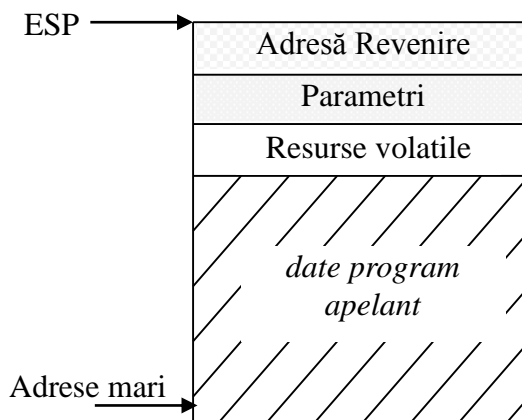 ESP
Adresă Revenire
Parametri
Resurse volatile
date program
apelant
Adrese mari